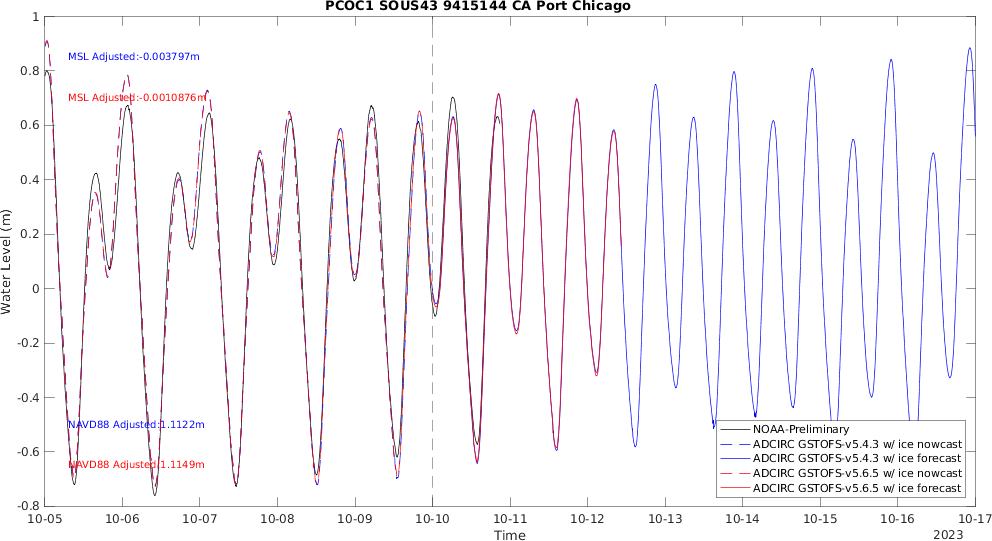 PCOC1 SOUS43 9415144 CA Port Chicago
Water Level (m)
1
0.8
0.6
0.4
0.2
0
-0.2
-0.4
-0.6
-0.8
MSL Adjusted:-0.003797m
MSL Adjusted:-0.0010876m
NAVD88 Adjusted:1.1122m
NAVD88 Adjusted:1.1149m
NOAA-Preliminary
ADCIRC GSTOFS-v5.4.3 w/ ice nowcast
ADCIRC GSTOFS-v5.4.3 w/ ice forecast
ADCIRC GSTOFS-v5.6.5 w/ ice nowcast
ADCIRC GSTOFS-v5.6.5 w/ ice forecast
10-05 10-06 10-07 10-08 10-09 10-10 10-11 10-12 10-13 10-14 10-15 10-16 10-17
Time
2023